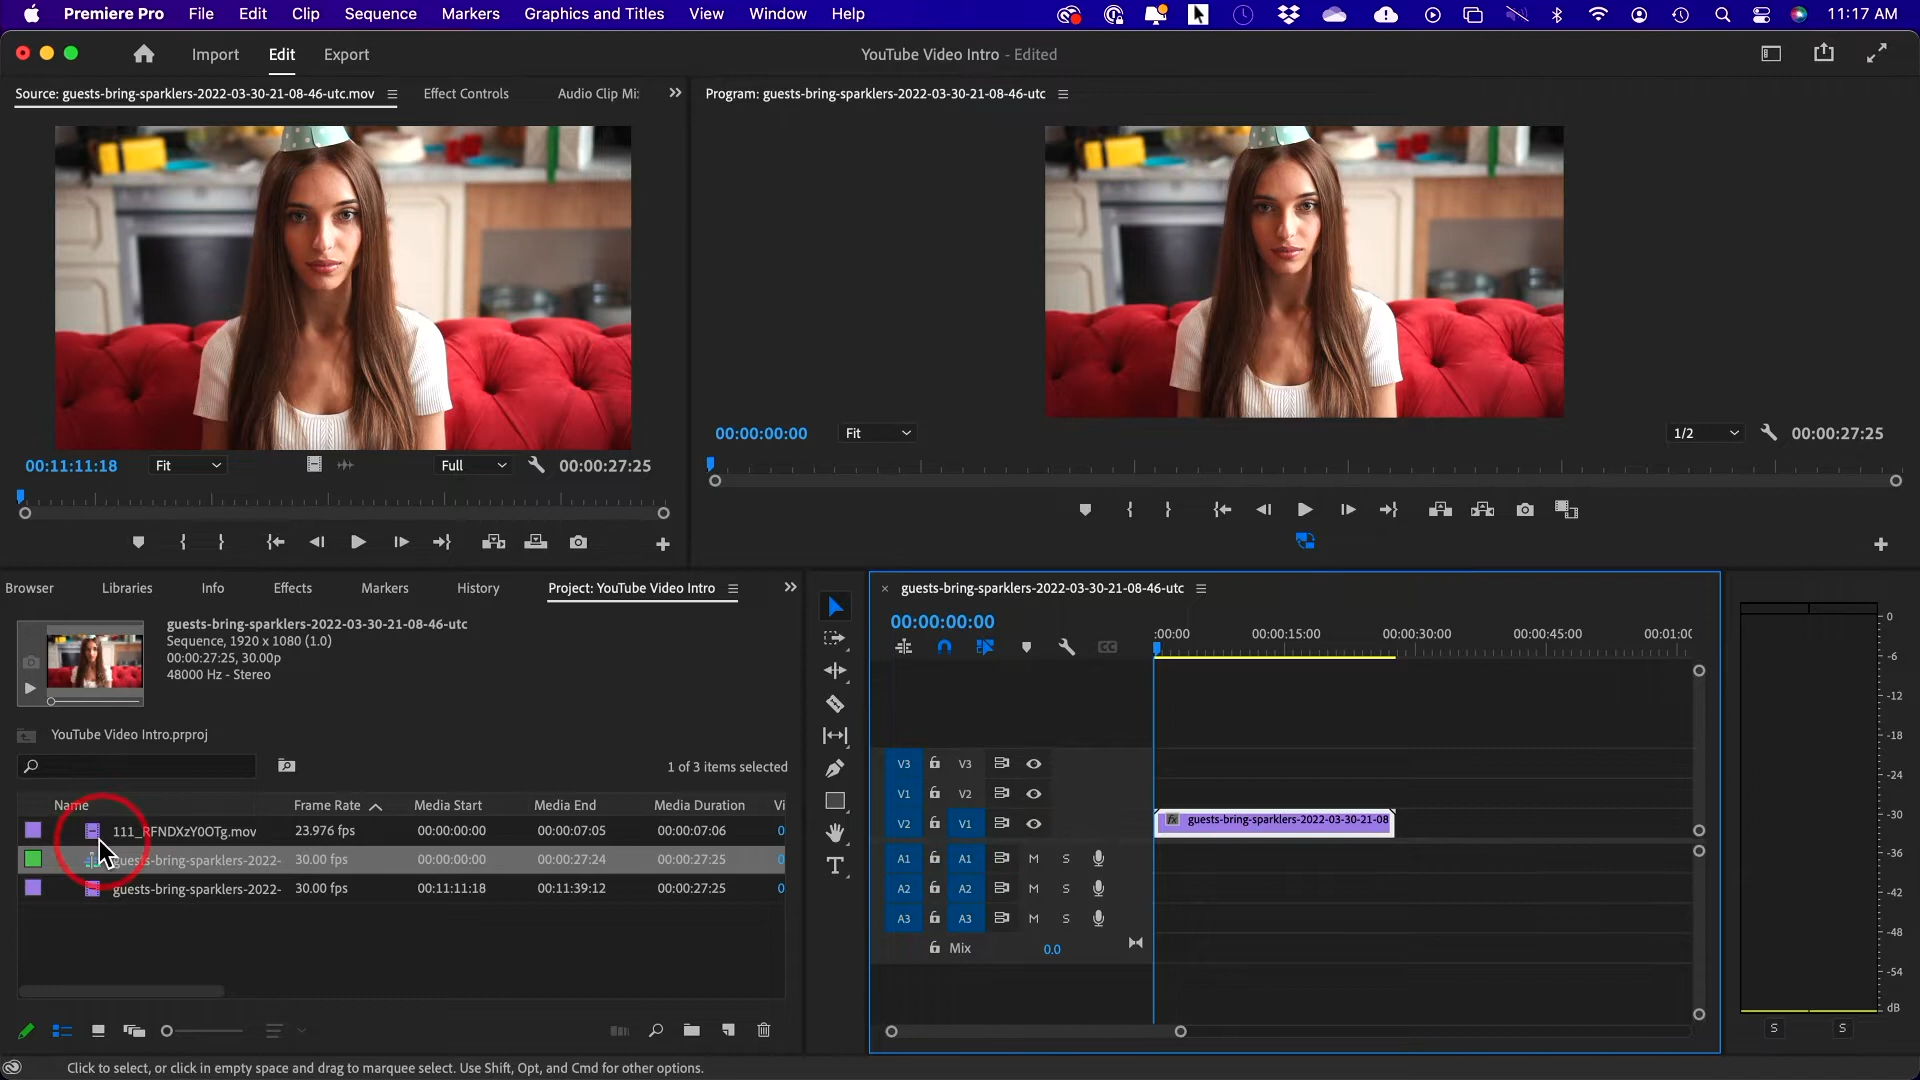 Premiere Pro File Edit Clip Sequence Markers Graphics and Titles View Window Help 11:17 AM
Import Edit Export YouTube Video Intro - Edited
Source: guests-bring-sparklers-2022-03-30-21-08-46-utc.mov Effect Controls Audio Clip Mi: Program: guests-bring-sparklers-2022-03-30-21-08-46-utc
00:00:00:00 Fit 1/2 00:00:27:25
00:11:11:18 Fit Full 00:00:27:25
Browser Libraries Info Effects Markers History Project: YouTube Video Intro
guests-bring-sparklers-2022-03-30-21-08-46-utc
Sequence, 1920 x 1080 (1.0)
00:00:27:25, 30.00p
48000 Hz - Stereo
YouTube Video Intro.prproj
1 of 3 items selected
Name Frame Rate Media Start Media End Media Duration Vi
111_RFNDXzY0OTg.mov 23.976 fps 00:00:00:00 00:00:07:05 00:00:07:06 0
guests-bring-sparklers-2022- 30.00 fps 00:00:00:00 00:00:27:24 00:00:27:25 0
guests-bring-sparklers-2022- 30.00 fps 00:11:11:18 00:11:39:12 00:00:27:25 0
guests-bring-sparklers-2022-03-30-21-08-46-utc
00:00:00:00
:00:00 00:00:15:00 00:00:30:00 00:00:45:00 00:01:00
V3 V3
V1 V2
V2 V1 fx guests-bring-sparklers-2022-03-30-21-08
A1 A1 M S
A2 A2 M S
A3 A3 M S
Mix 0.0
0
-6
-12
-18
-24
-30
-36
-42
-48
-54
dB
S S
Click to select, or click in empty space and drag to marquee select. Use Shift, Opt, and Cmd for other options.